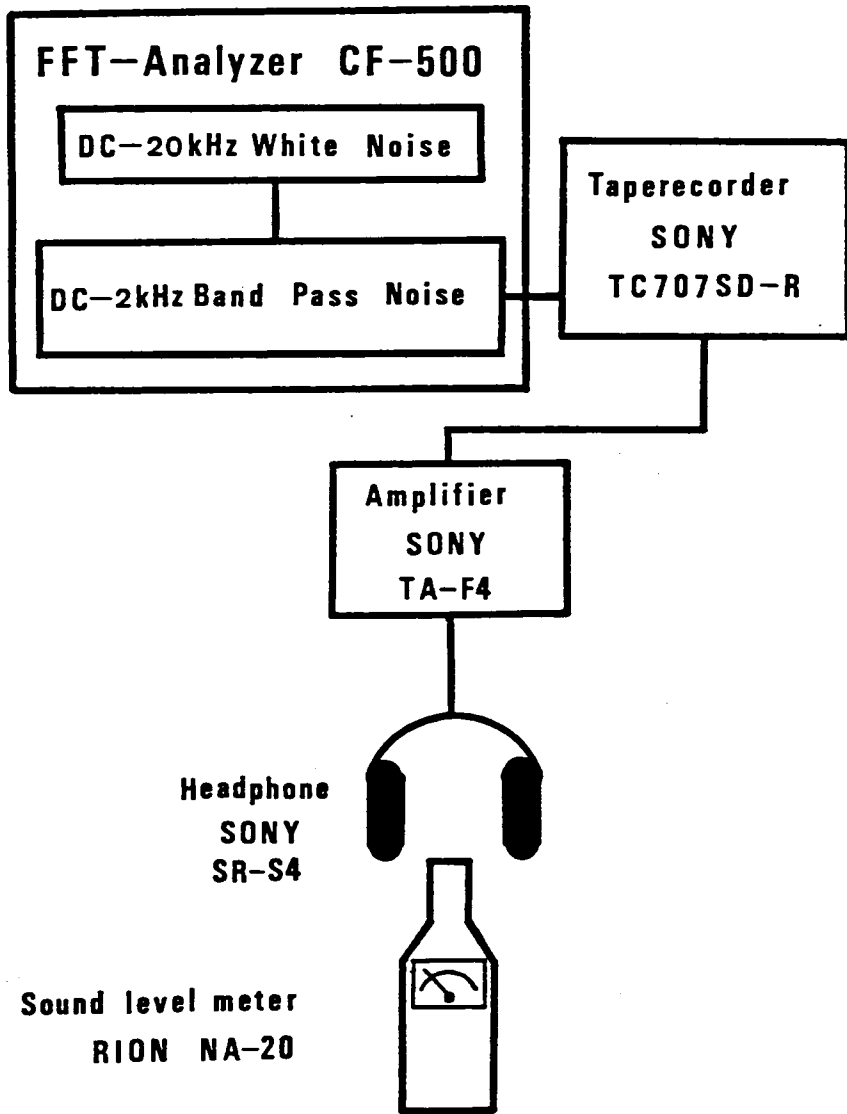 FFT-Analyzer CF-500
DC-20kHz White Noise
DC-2kHz Band Pass Noise
Taperecorder
SONY
TC707SD-R
Amplifier
SONY
TA-F4
Headphone
SONY
SR-S4
Sound level meter
RION NA-20